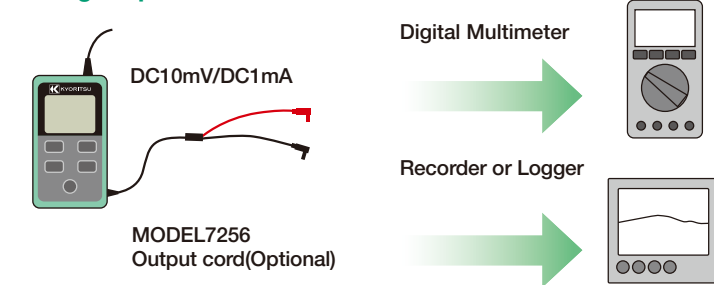 Digital Multimeter
DC10mV/DC1mA
KYORITSU
Recorder or Logger
MODEL7256
Output cord(Optional)